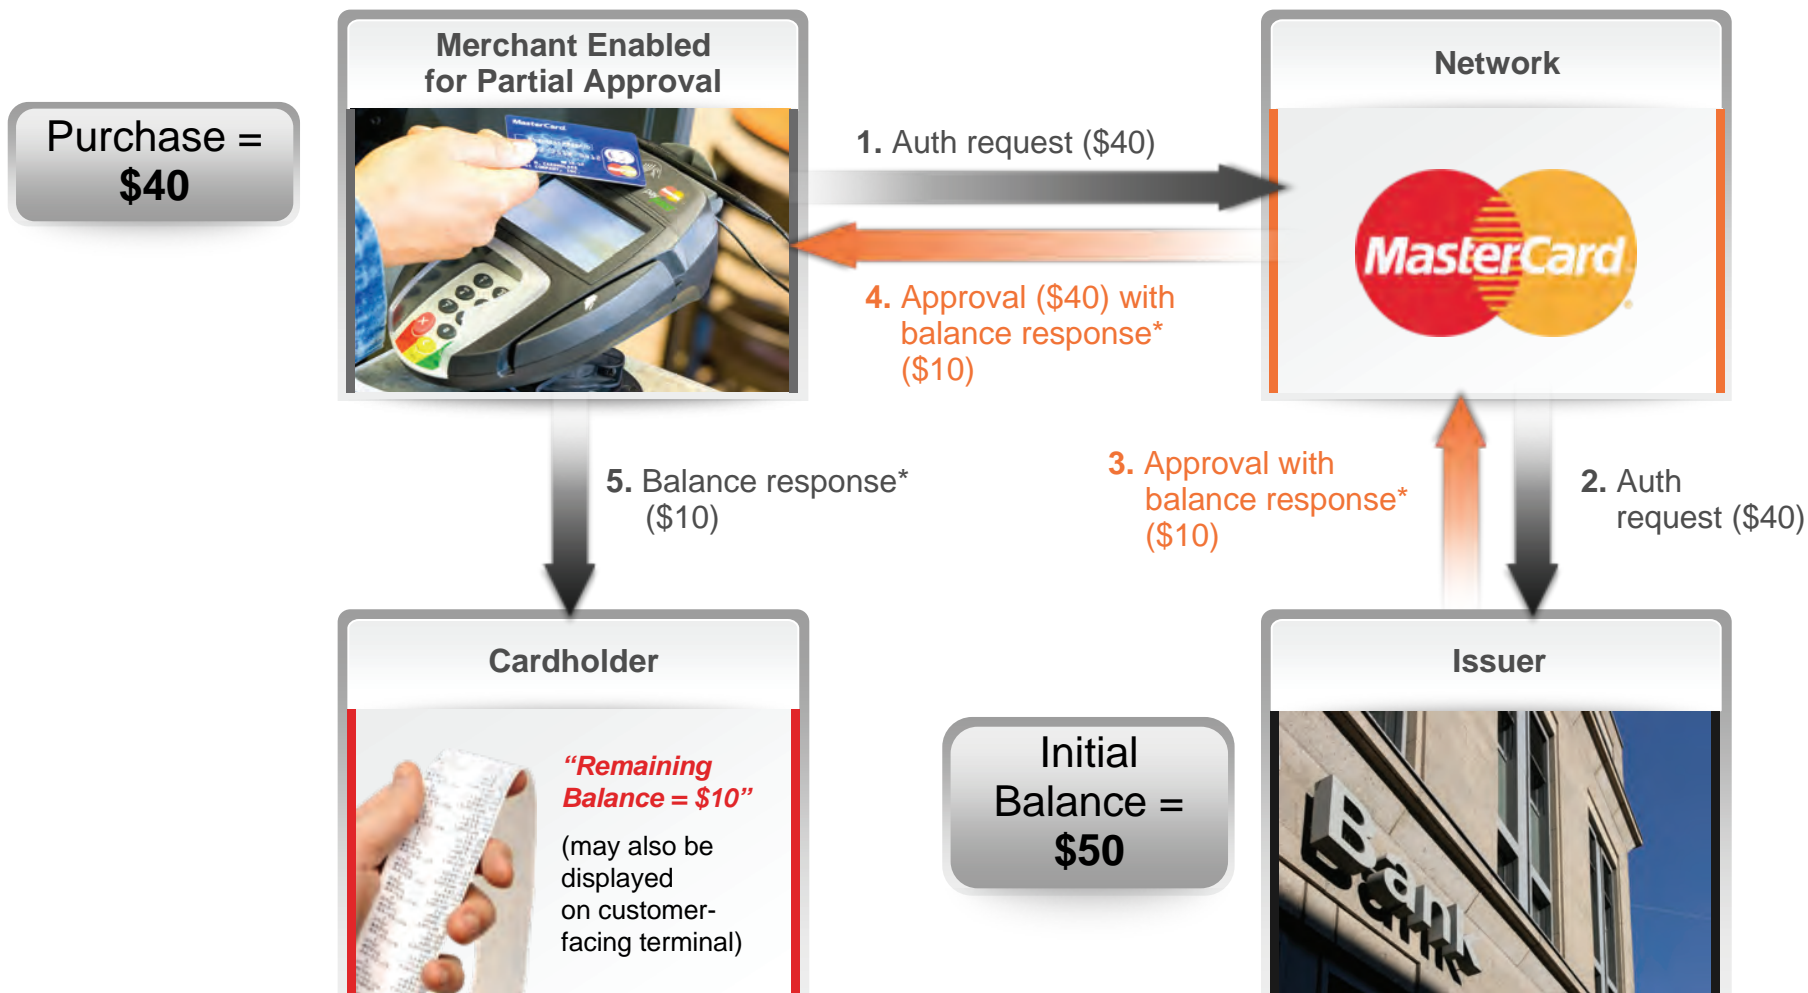 Merchant Enabled
for Partial Approval
Network
Purchase =
$40
MasterCard
1. Auth request ($40)
MasterCard
4. Approval ($40) with
balance response*
($10)
5. Balance response*
($10)
3. Approval with
balance response*
($10)
2. Auth
request ($40)
Cardholder
Issuer
"Remaining
Balance = $10"
(may also be
displayed
on customer-
facing terminal)
Initial
Balance =
$50
Bank